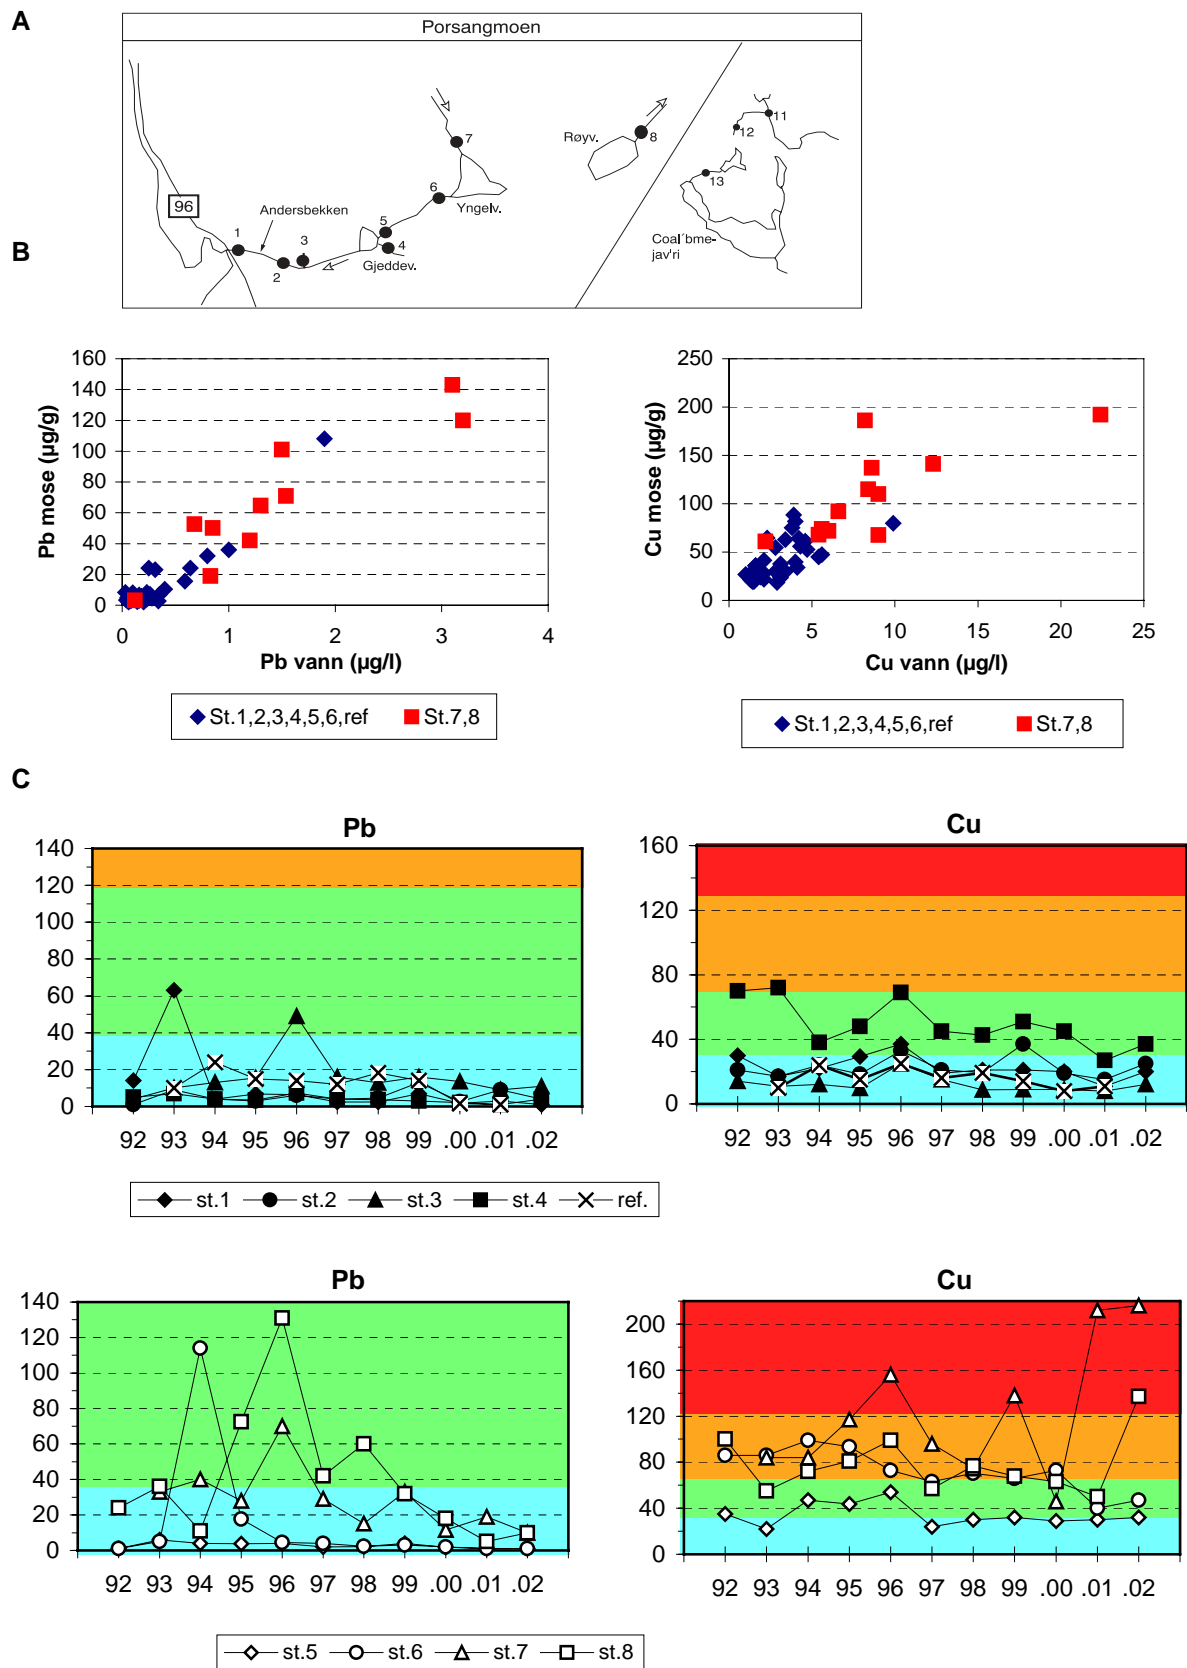 A
Porsangmoen
7
Røyv.
8
11
12
13
6
Yngelv.
96
Andersbekken
5
1
3
4
2
Gjeddev.
Coal'bme-
jav'ri
B
160
140
120
100
80
60
40
20
0
Pb mose (µg/g)
0 1 2 3 4
Pb vann (µg/l)
St.1,2,3,4,5,6,ref St.7,8
250
200
150
100
50
0
Cu mose (µg/g)
0 5 10 15 20 25
Cu vann (µg/l)
St.1,2,3,4,5,6,ref St.7,8
C
Pb
140
120
100
80
60
40
20
0
92 93 94 95 96 97 98 99 .00 .01 .02
Cu
160
120
80
40
0
92 93 94 95 96 97 98 99 .00 .01 .02
st.1 st.2 st.3 st.4 ref.
Pb
140
120
100
80
60
40
20
0
92 93 94 95 96 97 98 99 .00 .01 .02
Cu
200
160
120
80
40
0
92 93 94 95 96 97 98 99 .00 .01 .02
st.5 st.6 st.7 st.8